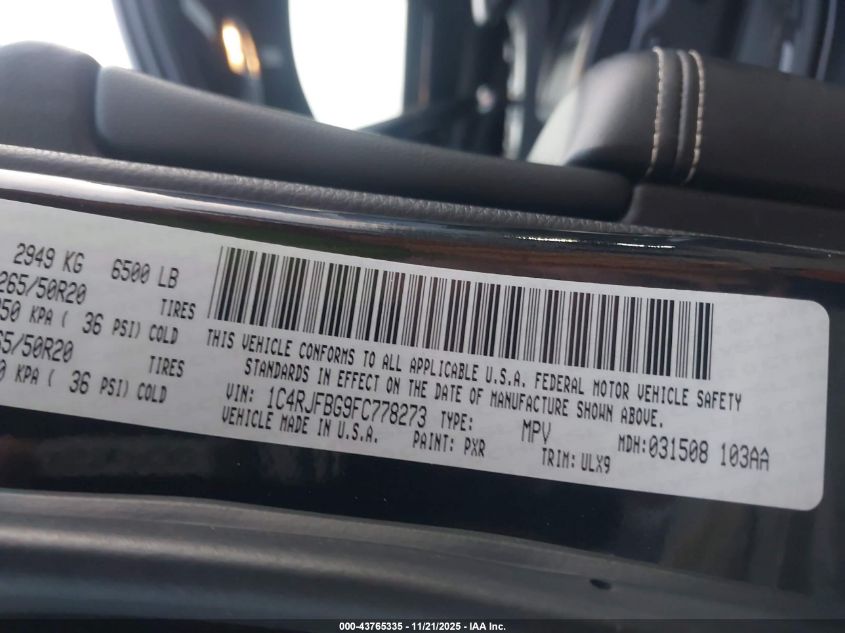 2949 KG 6500 LB
265/50R20 TIRES
50 KPA ( 36 PSI) COLD
65/50R20 TIRES
0 KPA ( 36 PSI) COLD
THIS VEHICLE CONFORMS TO ALL APPLICABLE U.S.A. FEDERAL MOTOR VEHICLE SAFETY
STANDARDS IN EFFECT ON THE DATE OF MANUFACTURE SHOWN ABOVE.
VIN: 1C4RJFBG9FC778273 TYPE: MPV MDH:031508 103AA
VEHICLE MADE IN U.S.A. PAINT: PXR TRIM: ULX9
000-43765335 - 11/21/2025 - IAA Inc.